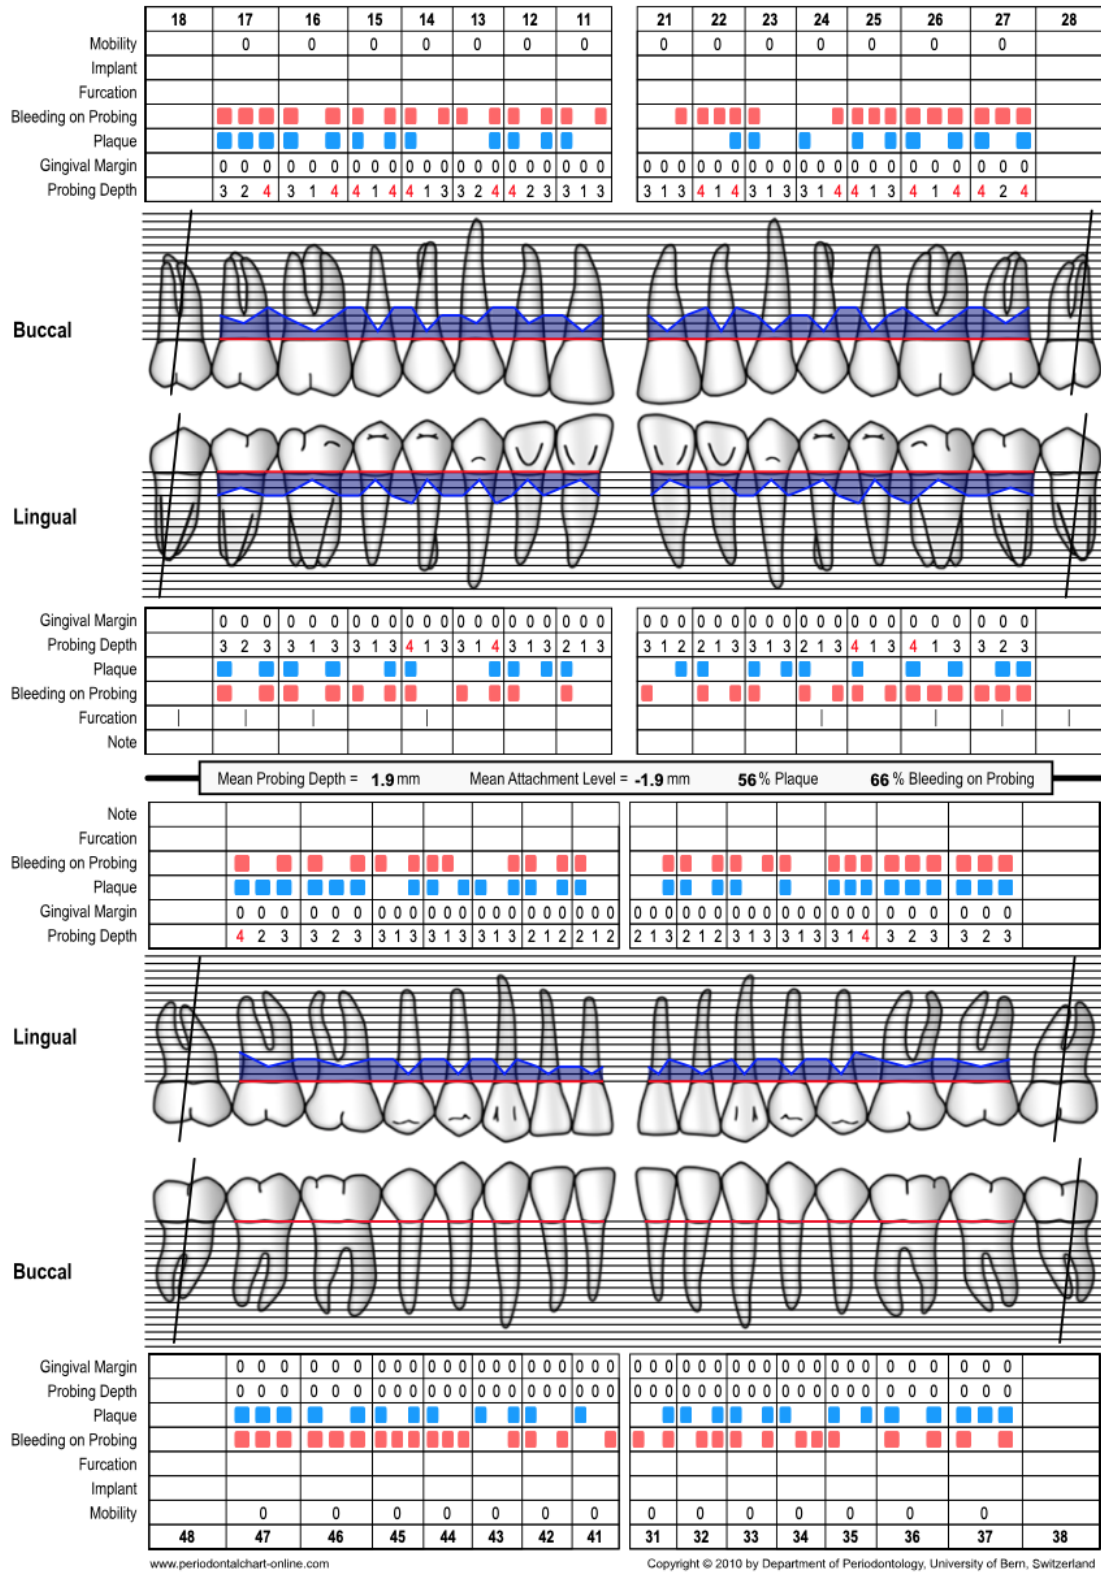 18 17 16 15 14 13 12 11 21 22 23 24 25 26 27 28
Mobility 0 0 0 0 0 0 0 0 0 0 0 0 0 0
Implant
Furcation
Bleeding on Probing
Plaque
Gingival Margin 0 0 0 0 0 0 0 0 0 0 0 0 0 0 0 0 0 0 0 0 0 0 0 0 0 0 0 0 0 0 0 0 0 0 0 0 0 0 0 0 0 0
Probing Depth 3 2 4 3 1 4 4 1 4 4 1 3 3 2 4 4 2 3 3 1 3 3 1 3 4 1 4 3 1 3 3 1 4 4 1 3 4 1 4 4 2 4
Buccal
Lingual
Gingival Margin 0 0 0 0 0 0 0 0 0 0 0 0 0 0 0 0 0 0 0 0 0 0 0 0 0 0 0 0 0 0 0 0 0 0 0 0 0 0 0 0 0 0
Probing Depth 3 2 3 3 1 3 3 1 3 4 1 3 3 1 4 3 1 3 2 1 3 3 1 2 2 1 3 3 1 3 2 1 3 4 1 3 4 1 3 3 2 3
Plaque
Bleeding on Probing
Furcation
Note
Mean Probing Depth = 1.9 mm Mean Attachment Level = -1.9 mm 56 % Plaque 66 % Bleeding on Probing
Note
Furcation
Bleeding on Probing
Plaque
Gingival Margin 0 0 0 0 0 0 0 0 0 0 0 0 0 0 0 0 0 0 0 0 0 0 0 0 0 0 0 0 0 0 0 0 0 0 0 0 0 0 0 0 0 0
Probing Depth 4 2 3 3 2 3 3 1 3 3 1 3 3 1 3 2 1 2 2 1 2 2 1 3 2 1 2 3 1 3 3 1 3 3 1 4 3 2 3 3 2 3
Lingual
Buccal
Gingival Margin 0 0 0 0 0 0 0 0 0 0 0 0 0 0 0 0 0 0 0 0 0 0 0 0 0 0 0 0 0 0 0 0 0 0 0 0 0 0 0 0 0 0
Probing Depth 0 0 0 0 0 0 0 0 0 0 0 0 0 0 0 0 0 0 0 0 0 0 0 0 0 0 0 0 0 0 0 0 0 0 0 0 0 0 0 0 0 0
Plaque
Bleeding on Probing
Furcation
Implant
Mobility 0 0 0 0 0 0 0 0 0 0 0 0 0 0
48 47 46 45 44 43 42 41 31 32 33 34 35 36 37 38
www.periodontalchart-online.com Copyright © 2010 by Department of Periodontology, University of Bern, Switzerland